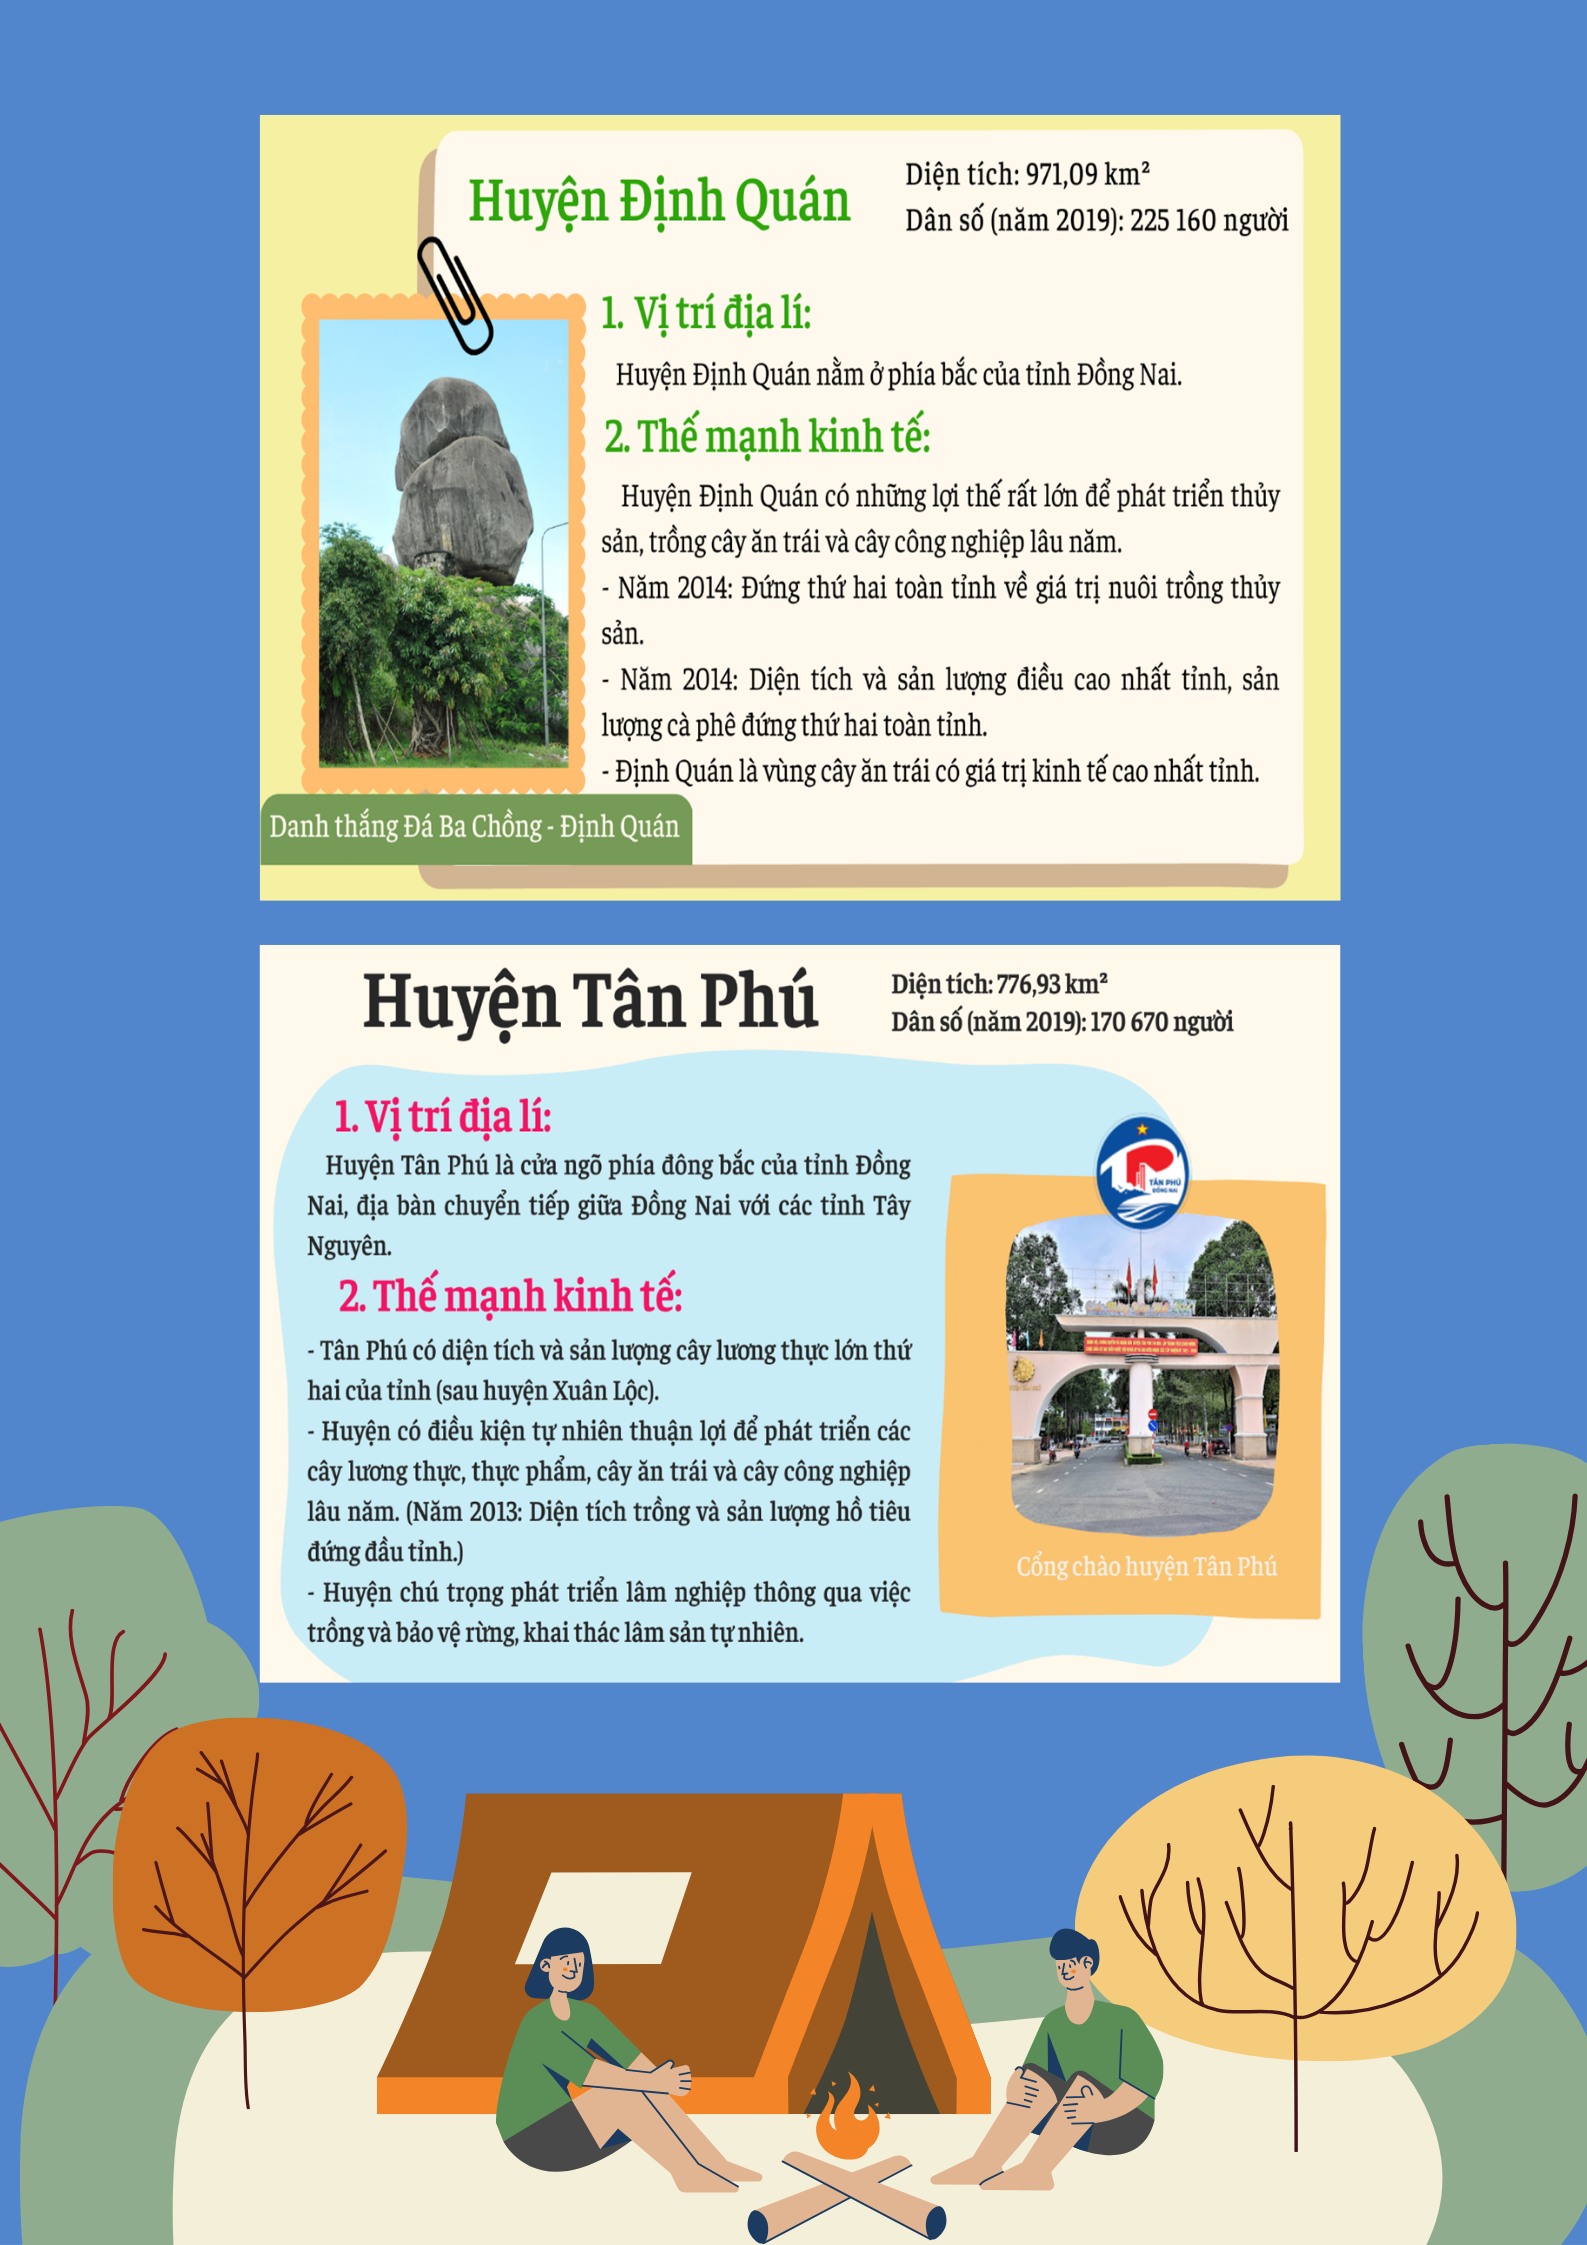 Huyện Định Quán
Diện tích: 971,09 km²
Dân số (năm 2019): 225 160 người
1. Vị trí địa lí:
Huyện Định Quán nằm ở phía bắc của tỉnh Đồng Nai.
2. Thế mạnh kinh tế:
Huyện Định Quán có những lợi thế rất lớn để phát triển thủy
sản, trồng cây ăn trái và cây công nghiệp lâu năm.
- Năm 2014: Đứng thứ hai toàn tỉnh về giá trị nuôi trồng thủy
sản.
- Năm 2014: Diện tích và sản lượng điều cao nhất tỉnh, sản
lượng cà phê đứng thứ hai toàn tỉnh.
- Định Quán là vùng cây ăn trái có giá trị kinh tế cao nhất tỉnh.
Danh thắng Đá Ba Chồng - Định Quán
Huyện Tân Phú
Diện tích: 776,93 km²
Dân số (năm 2019): 170 670 người
1. Vị trí địa lí:
Huyện Tân Phú là cửa ngõ phía đông bắc của tỉnh Đồng
Nai, địa bàn chuyển tiếp giữa Đồng Nai với các tỉnh Tây
Nguyên.
2. Thế mạnh kinh tế:
- Tân Phú có diện tích và sản lượng cây lương thực lớn thứ
hai của tỉnh (sau huyện Xuân Lộc).
- Huyện có điều kiện tự nhiên thuận lợi để phát triển các
cây lương thực, thực phẩm, cây ăn trái và cây công nghiệp
lâu năm. (Năm 2013: Diện tích trồng và sản lượng hồ tiêu
đứng đầu tỉnh.)
- Huyện chú trọng phát triển lâm nghiệp thông qua việc
trồng và bảo vệ rừng, khai thác lâm sản tự nhiên.
TÂN PHÚ
ĐỒNG NAI
Cổng chào huyện Tân Phú